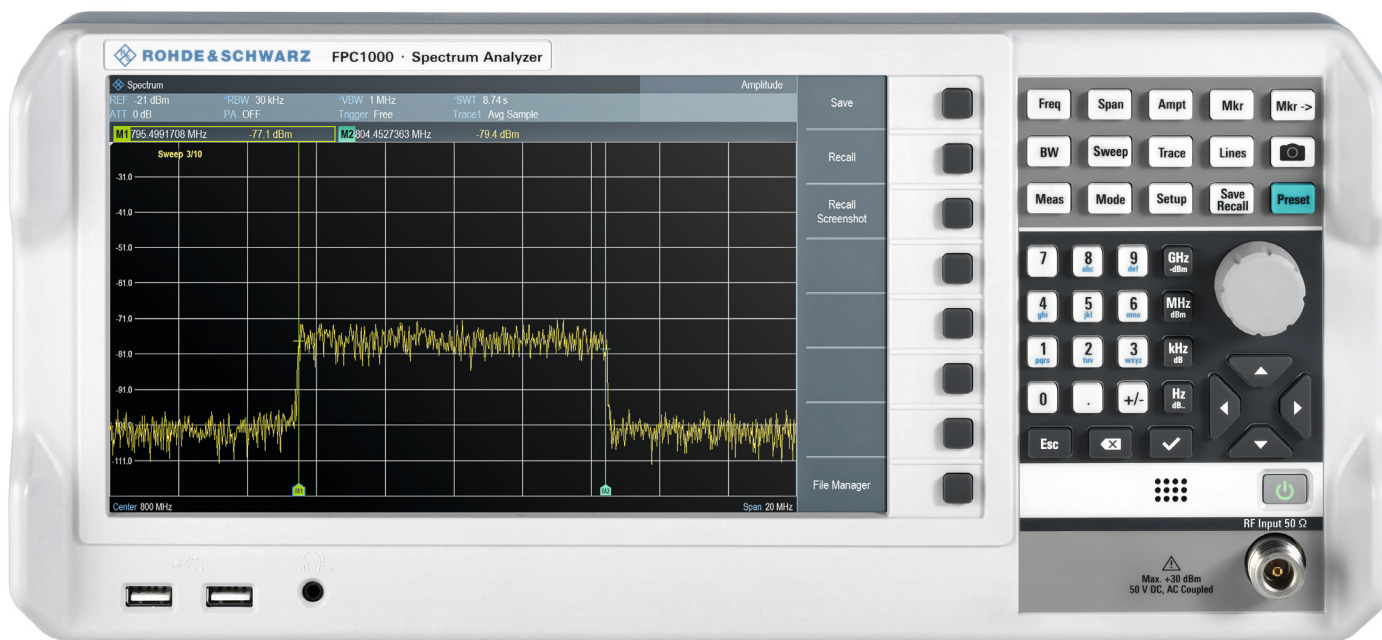 ROHDE&SCHWARZ FPC1000 · Spectrum Analyzer
Spectrum
Amplitude
REF -21 dBm °RBW 30 kHz °VBW 1 MHz °SWT 8.74 s
ATT 0 dB PA OFF Trigger Free Trace1 Avg Sample
M1 795.4991708 MHz -77.1 dBm M2 804.4527363 MHz -79.4 dBm
Sweep 3/10
-31.0
-41.0
-51.0
-61.0
-71.0
-81.0
-91.0
-111.0
M1
M2
Center 800 MHz
Span 20 MHz
Save
Recall
Recall
Screenshot
File Manager
Freq Span Ampt Mkr Mkr ->
BW Sweep Trace Lines
Meas Mode Setup Save Recall Preset
7 8 abc 9 def GHz -dBm
4 ghi 5 jkl 6 mno MHz dBm
1 pqrs 2 tuv 3 wxyz kHz dB
0 . +/- Hz dB..
Esc
RF Input 50 Ω
Max. +30 dBm
50 V DC, AC Coupled